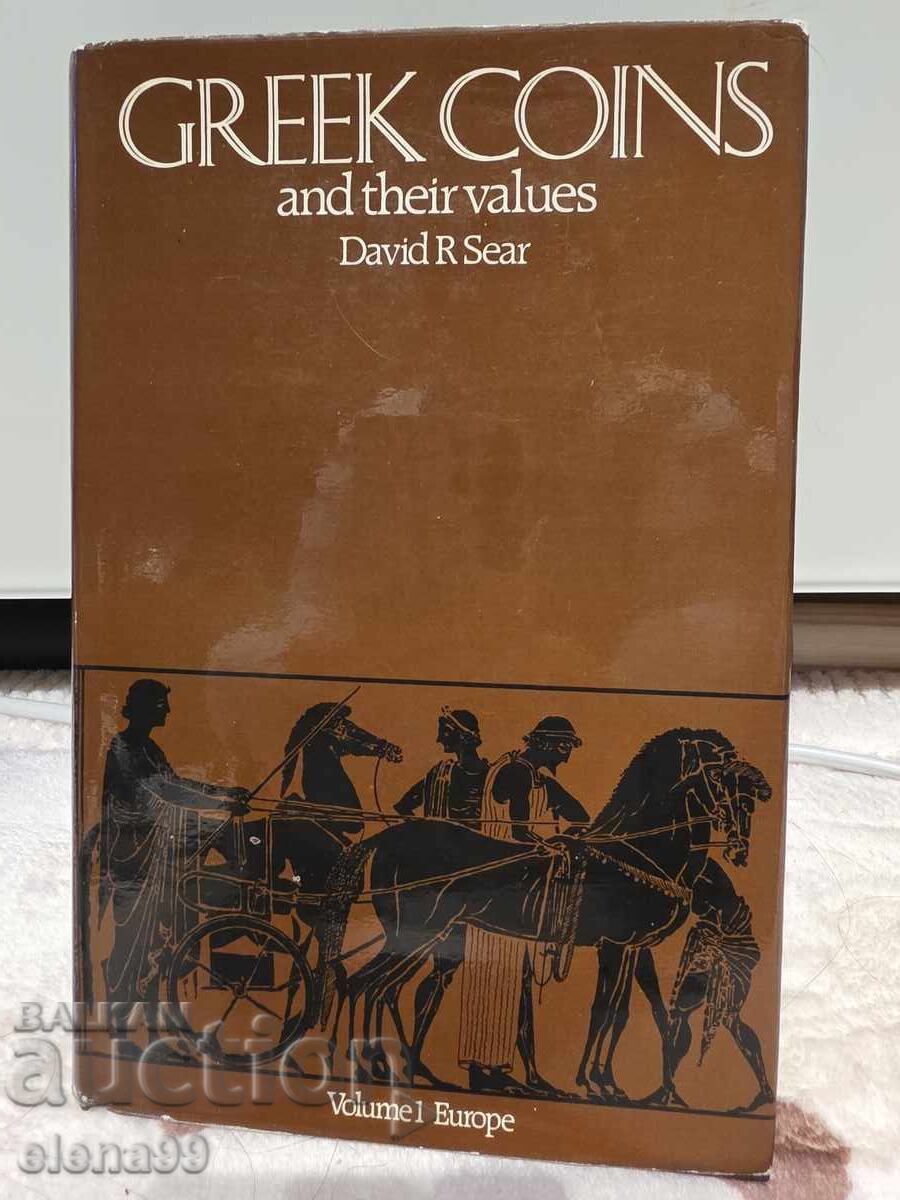 GREEK COINS
and their values
David R Sear
Volume 1 Europe
BALKAN
auction
elena99